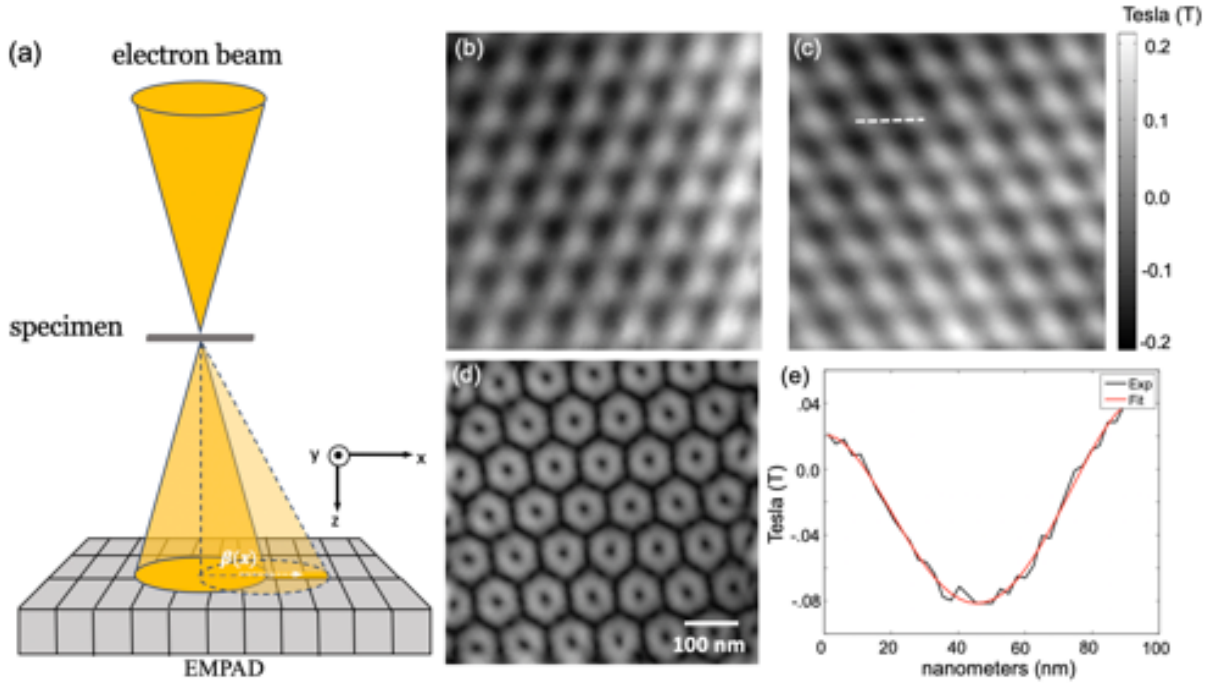 (a)
electron beam
specimen
y
x
z
β(x)
EMPAD
(b)
(c)
Tesla (T)
0.2
0.1
0.0
-0.1
-0.2
(d)
100 nm
(e)
Exp
Fit
.04
0.0
-.04
-.08
Tesla (T)
0 20 40 60 80 100
nanometers (nm)